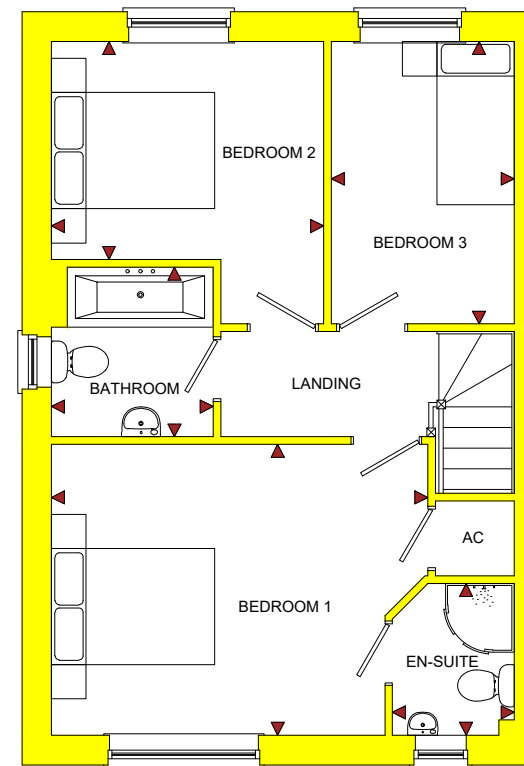 BEDROOM 2
BEDROOM 3
BATHROOM
LANDING
AC
BEDROOM 1
EN-SUITE